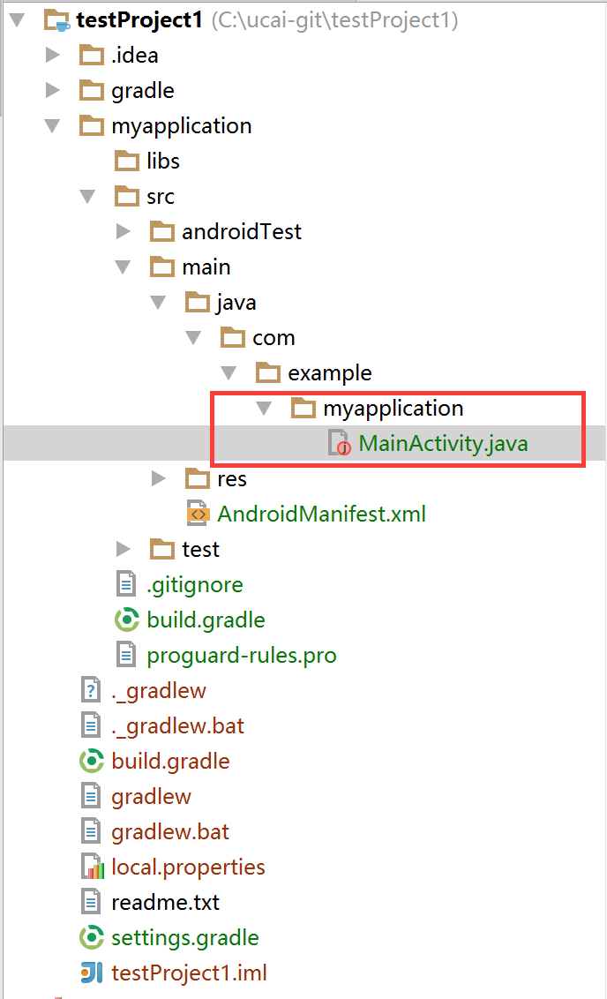 testProject1 (C:\ucai-git\testProject1)
.idea
gradle
myapplication
libs
src
androidTest
main
java
com
example
myapplication
MainActivity.java
res
AndroidManifest.xml
test
.gitignore
build.gradle
proguard-rules.pro
._gradlew
._gradlew.bat
build.gradle
gradlew
gradlew.bat
local.properties
readme.txt
settings.gradle
testProject1.iml